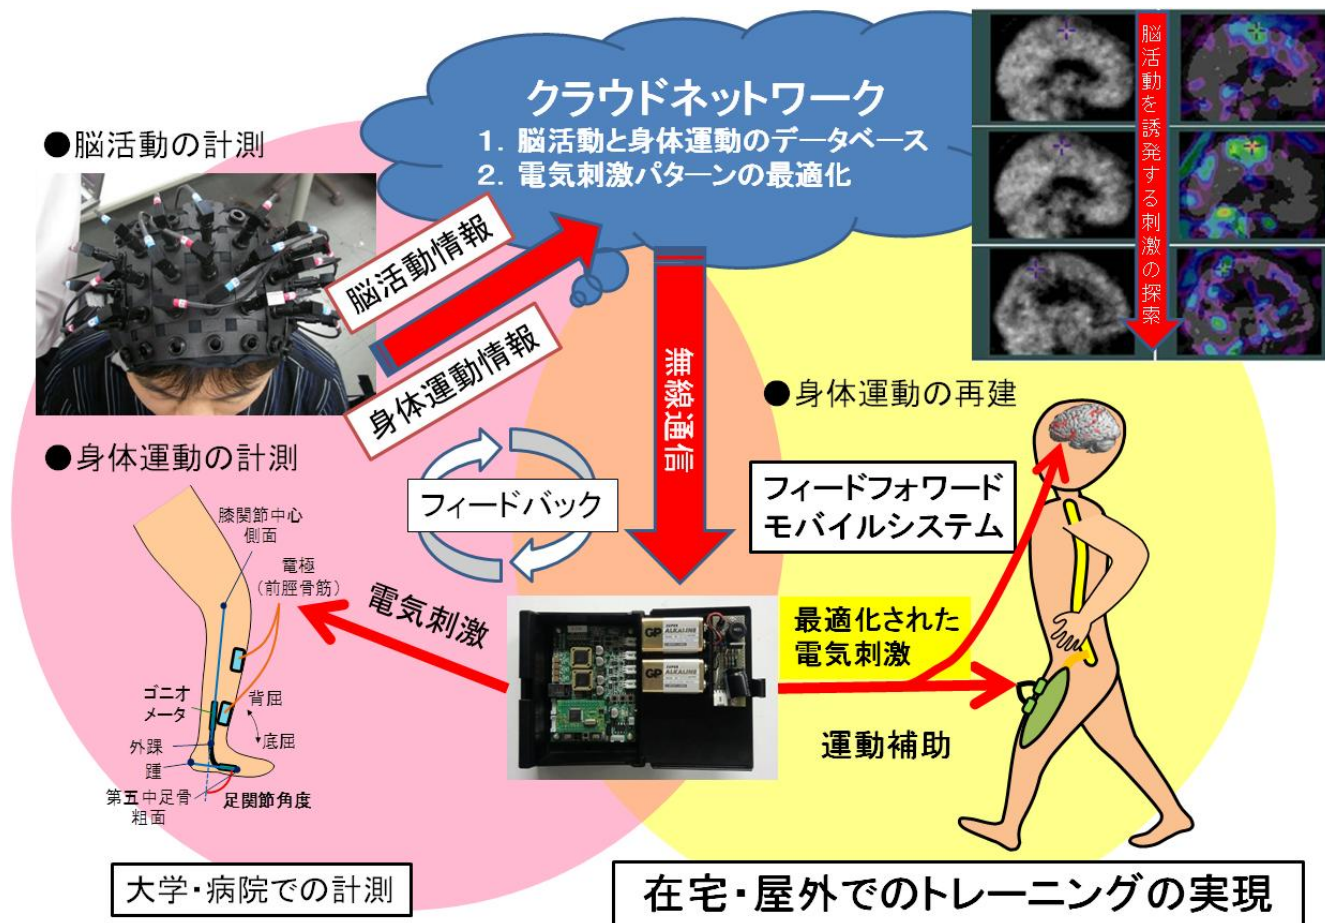 クラウドネットワーク
1. 脳活動と身体運動のデータベース
2. 電気刺激パターンの最適化
脳活動を誘発する刺激の探索
●脳活動の計測
脳活動情報
身体運動情報
無線通信
●身体運動の再建
●身体運動の計測
フィードバック
フィードフォワード
モバイルシステム
膝関節中心
側面
電極
(前脛骨筋)
電気刺激
最適化された
電気刺激
GP
SUPER
ALKALINE
GP
SUPER
ALKALINE
ゴニオ
メータ
背屈
底屈
外踝
踵
第五中足骨
粗面
足関節角度
運動補助
大学・病院での計測
在宅・屋外でのトレーニングの実現